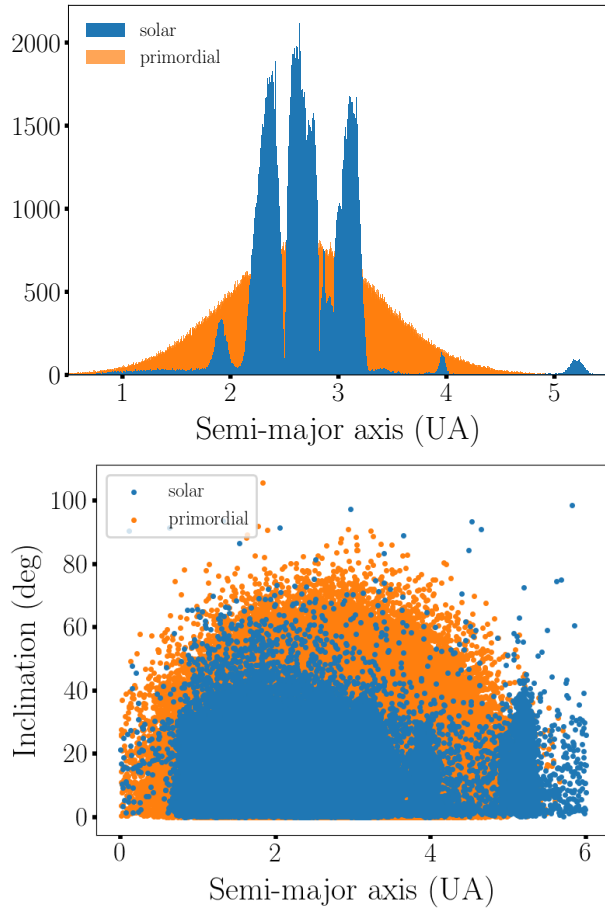 solar
primordial
2000
1500
1000
500
0
1 2 3 4 5
Semi-major axis (UA)
solar
primordial
100
80
60
40
20
0
Inclination (deg)
0 2 4 6
Semi-major axis (UA)